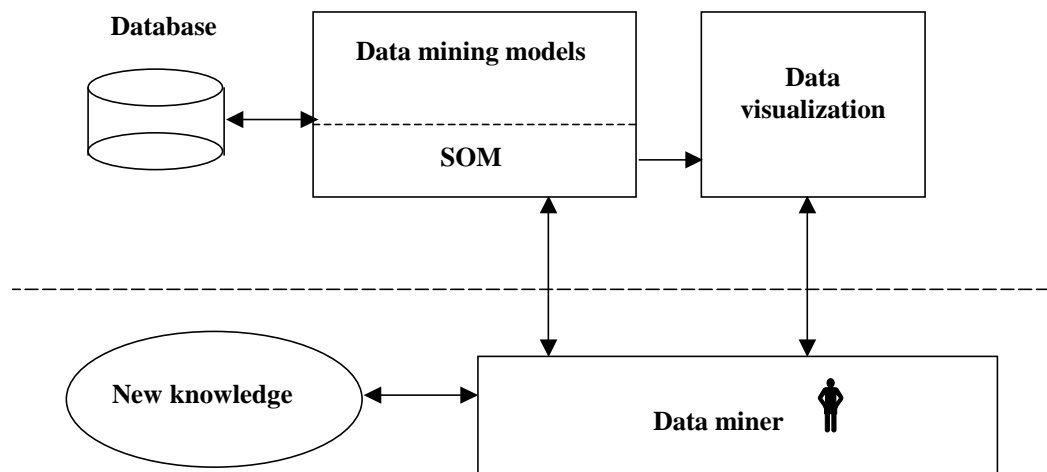 Database
Data mining models
SOM
Data
visualization
New knowledge
Data miner